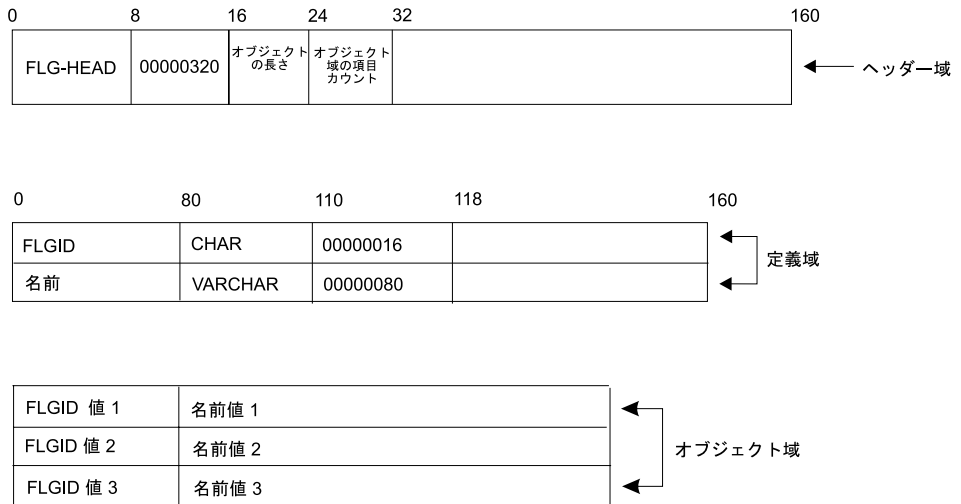 0 8 16 24 32 160
FLG-HEAD 00000320 オブジェクトの長さ オブジェクト域の項目カウント
ヘッダー域
0 80 110 118 160
FLGID CHAR 00000016
名前 VARCHAR 00000080
定義域
FLGID 値 1 名前値 1
FLGID 値 2 名前値 2
FLGID 値 3 名前値 3
オブジェクト域